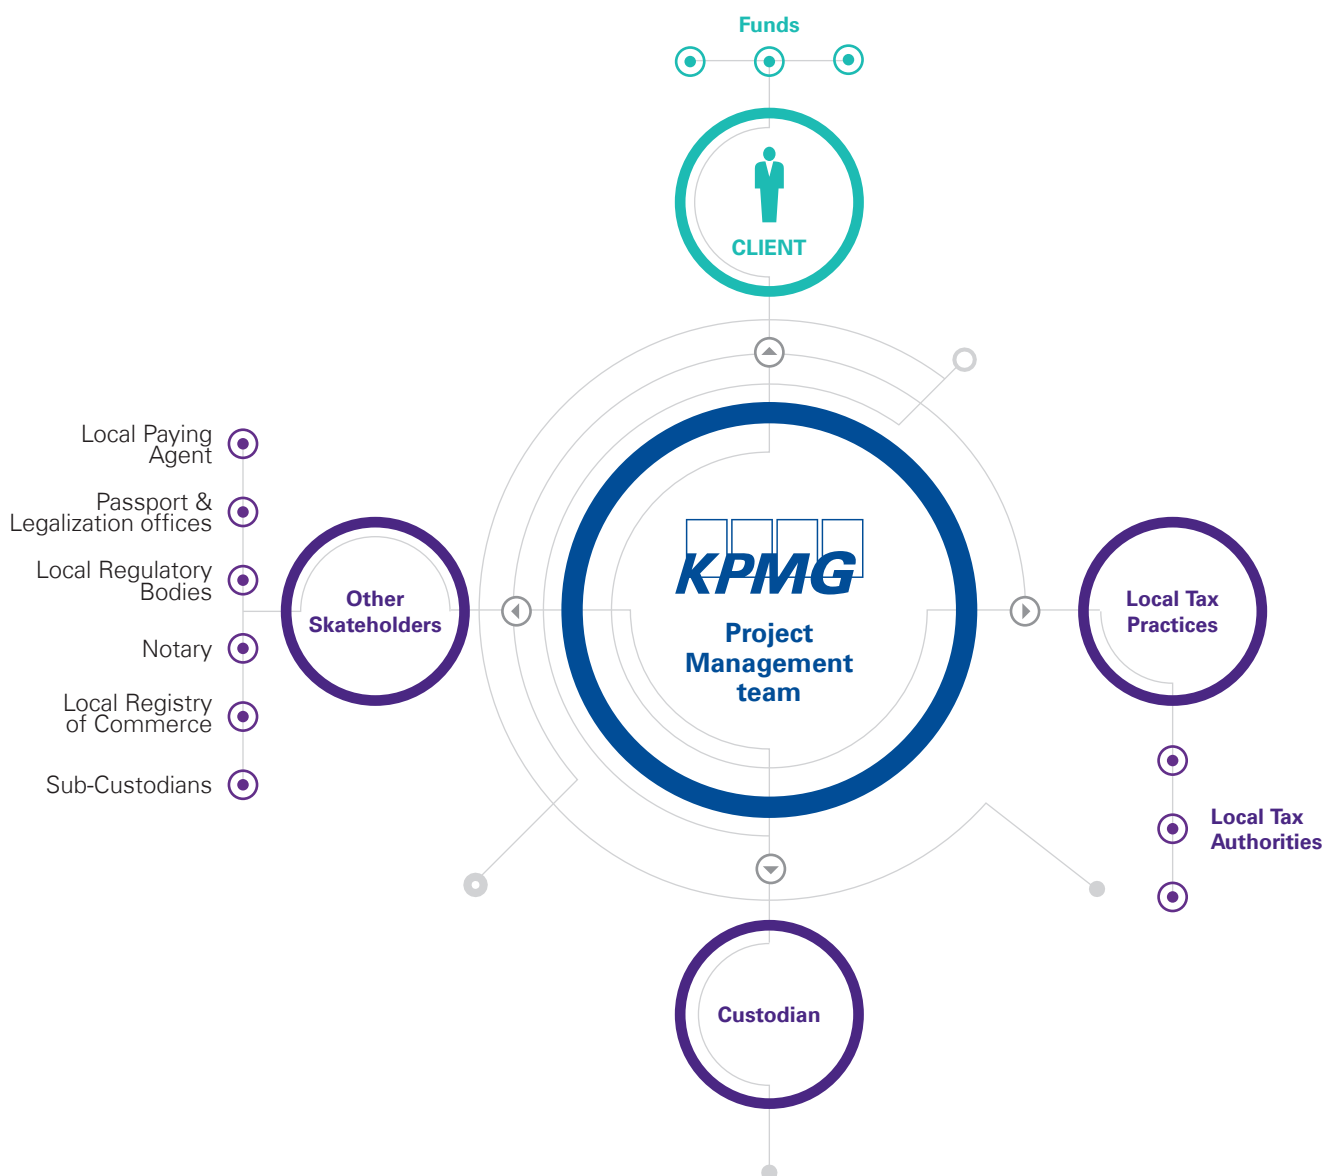 Funds
CLIENT
Local Paying
Agent
Passport &
Legalization offices
Local Regulatory
Bodies
Notary
Local Registry
of Commerce
Sub-Custodians
Other
Skateholders
KPMG
Project
Management
team
Local Tax
Practices
Local Tax
Authorities
Custodian